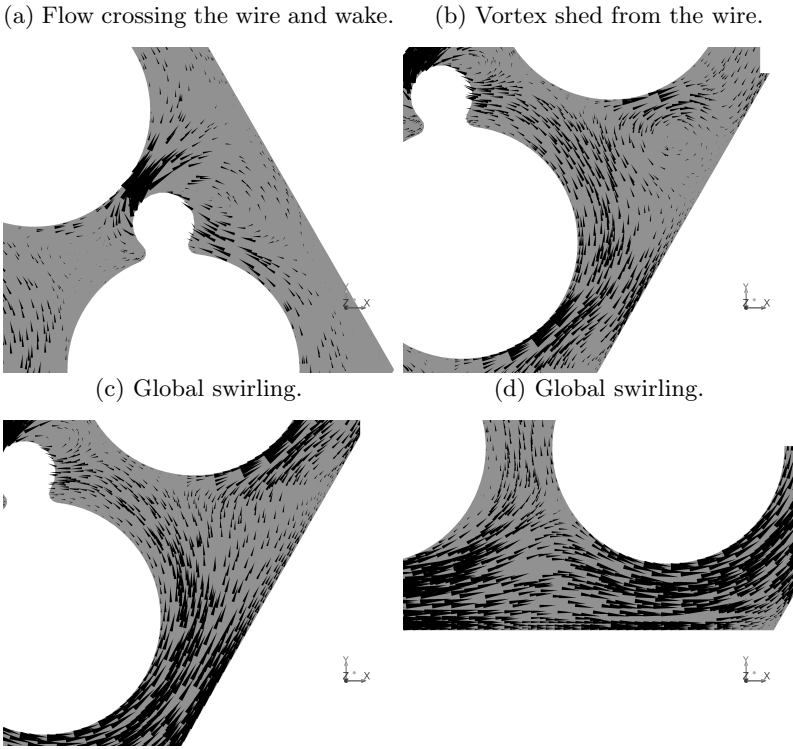 (a) Flow crossing the wire and wake.
(b) Vortex shed from the wire.
Y
Z X
Y
Z X
(c) Global swirling.
(d) Global swirling.
Y
Z X
Y
Z X